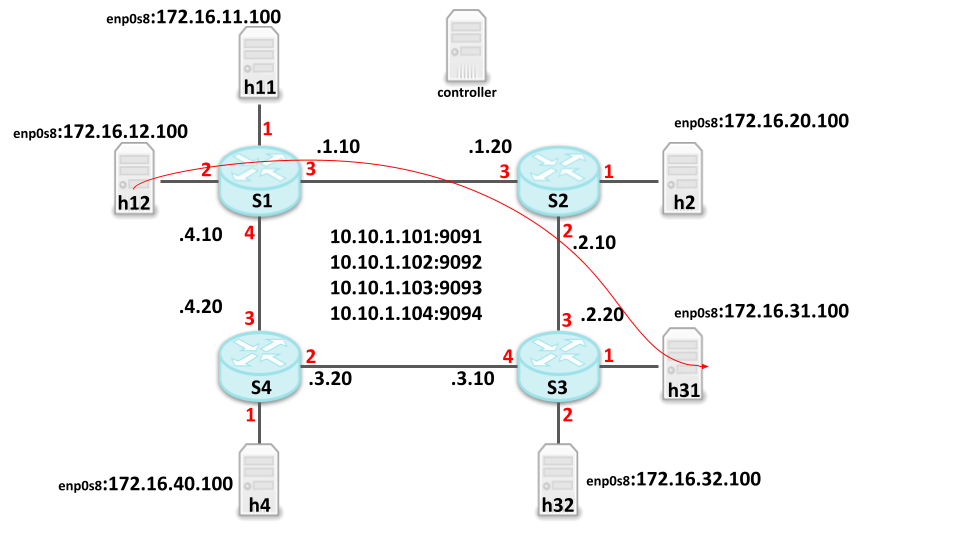 enp0s8:172.16.11.100
h11
controller
enp0s8:172.16.12.100
h12
1
2
.1.10
3
S1
4
.4.10
.1.20
3
1
S2
2
.2.10
enp0s8:172.16.20.100
h2
10.10.1.101:9091
10.10.1.102:9092
10.10.1.103:9093
10.10.1.104:9094
.4.20
3
2
.3.20
S4
1
3
.2.20
4
.3.10
1
S3
2
enp0s8:172.16.31.100
h31
enp0s8:172.16.40.100
h4
h32
enp0s8:172.16.32.100